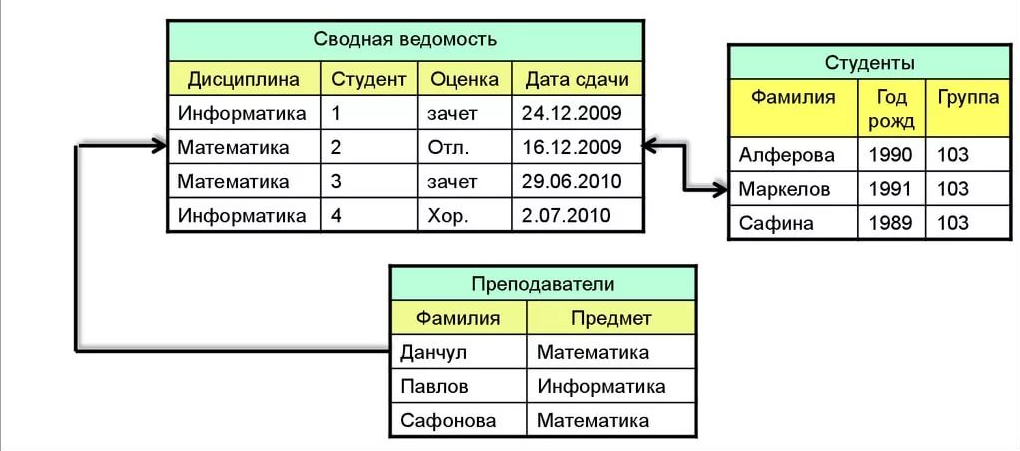 Сводная ведомость
Дисциплина Студент Оценка Дата сдачи
Информатика 1 зачет 24.12.2009
Математика 2 Отл. 16.12.2009
Математика 3 зачет 29.06.2010
Информатика 4 Хор. 2.07.2010
Студенты
Фамилия Год рожд Группа
Алферова 1990 103
Маркелов 1991 103
Сафина 1989 103
Преподаватели
Фамилия Предмет
Данчул Математика
Павлов Информатика
Сафонова Математика